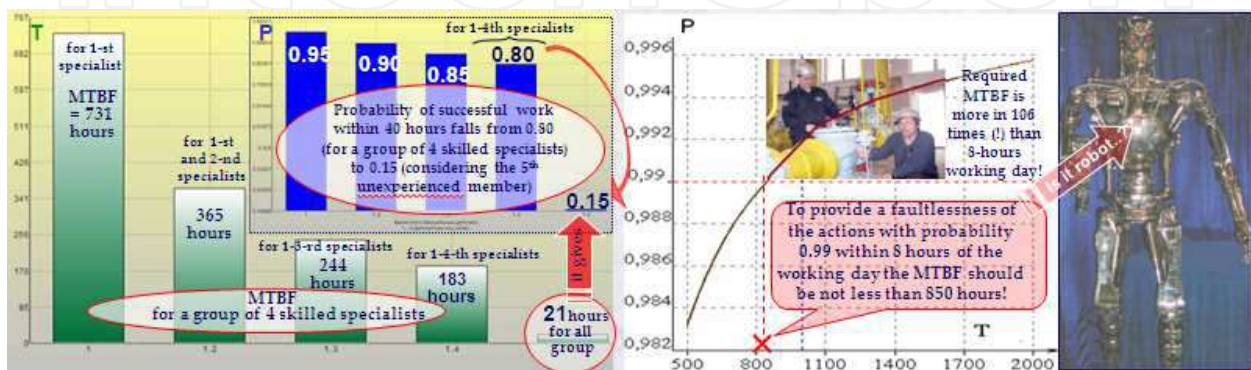 T
for 1-st
specialist
MTBF
= 731
hours
for 1-st
and 2-nd
specialists
365
hours
for 1-3-rd specialists
244
hours
for 1-4-th specialists
183
hours
MTBF
for a group of 4 skilled specialists
21 hours
for all
group
it gives
1.2
1.3
1.4
P
for 1-4th specialists
0.95
0.90
0.85
0.80
0.15
Probability of successful work
within 40 hours falls from 0.80
(for a group of 4 skilled specialists)
to 0.15 (considering the 5th
unexperienced member)
P
0,996
0,994
0,992
0,99
0,988
0,986
0,984
0,982
500
800
1100
1400
1700
2000
T
Required
MTBF is
more in 106
times (!) than
8-hours
working day!
To provide a faultlessness of
the actions with probability
0.99 within 8 hours of the
working day the MTBF should
be not less than 850 hours!
Is it robot...